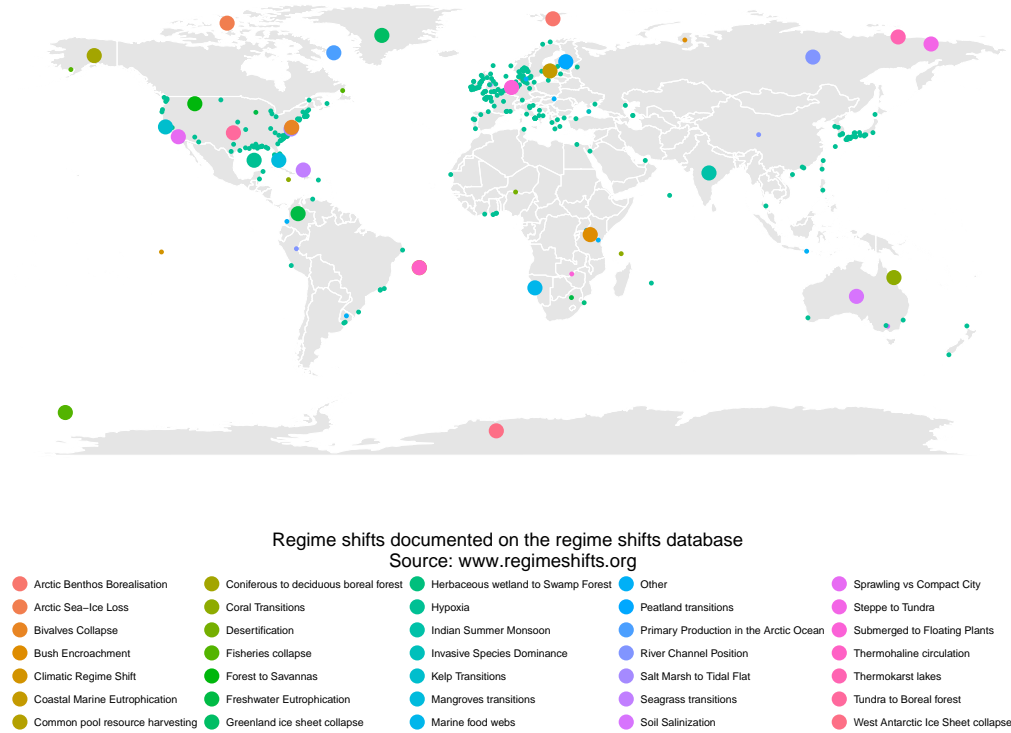 Regime shifts documented on the regime shifts database
Source: www.regimeshifts.org
Arctic Benthos Borealisation
Arctic Sea−Ice Loss
Bivalves Collapse
Bush Encroachment
Climatic Regime Shift
Coastal Marine Eutrophication
Common pool resource harvesting
Coniferous to deciduous boreal forest
Coral Transitions
Desertification
Fisheries collapse
Forest to Savannas
Freshwater Eutrophication
Greenland ice sheet collapse
Herbaceous wetland to Swamp Forest
Hypoxia
Indian Summer Monsoon
Invasive Species Dominance
Kelp Transitions
Mangroves transitions
Marine food webs
Other
Peatland transitions
Primary Production in the Arctic Ocean
River Channel Position
Salt Marsh to Tidal Flat
Seagrass transitions
Soil Salinization
Sprawling vs Compact City
Steppe to Tundra
Submerged to Floating Plants
Thermohaline circulation
Thermokarst lakes
Tundra to Boreal forest
West Antarctic Ice Sheet collapse